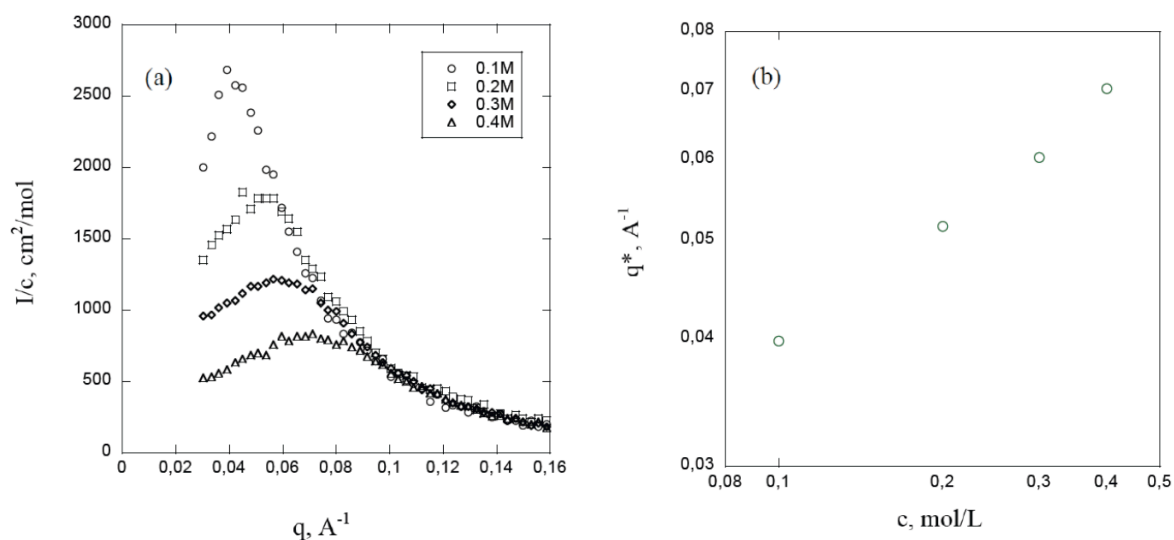 (a)
0.1M
0.2M
0.3M
0.4M
3000
2500
2000
1500
1000
500
0
0
0,02
0,04
0,06
0,08
0,1
0,12
0,14
0,16
I/c, cm²/mol
q, A⁻¹
(b)
0,08
0,07
0,06
0,05
0,04
0,03
0,08
0,1
0,2
0,3
0,4
0,5
q* , A⁻¹
c, mol/L